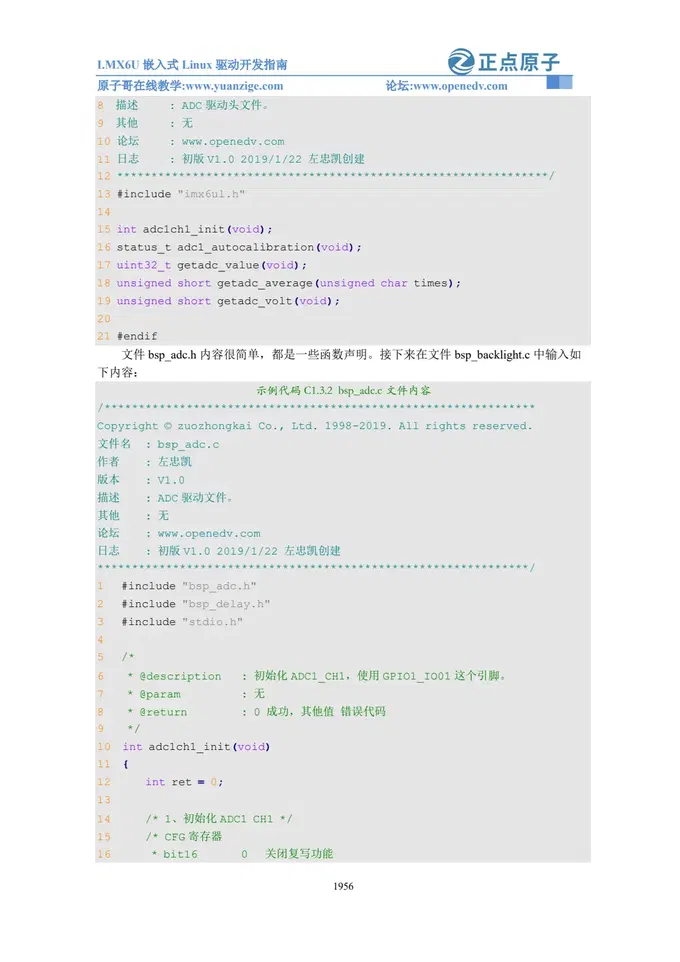 I.MX6U 嵌入式 Linux 驱动开发指南
正点原子
原子哥在线教学:www.yuanzige.com 论坛:www.openedv.com
8 描述 : ADC 驱动头文件。
9 其他 : 无
10 论坛 : www.openedv.com
11 日志 : 初版 V1.0 2019/1/22 左忠凯创建
12 ***************************************************************/
13 #include "imx6ul.h"
14
15 int adc1ch1_init(void);
16 status_t adc1_autocalibration(void);
17 uint32_t getadc_value(void);
18 unsigned short getadc_average(unsigned char times);
19 unsigned short getadc_volt(void);
20
21 #endif
文件 bsp_adc.h 内容很简单，都是一些函数声明。接下来在文件 bsp_backlight.c 中输入如
下内容：
示例代码 C1.3.2 bsp_adc.c 文件内容
/***************************************************************
Copyright © zuozhongkai Co., Ltd. 1998-2019. All rights reserved.
文件名 : bsp_adc.c
作者 : 左忠凯
版本 : V1.0
描述 : ADC 驱动文件。
其他 : 无
论坛 : www.openedv.com
日志 : 初版 V1.0 2019/1/22 左忠凯创建
***************************************************************/
1 #include "bsp_adc.h"
2 #include "bsp_delay.h"
3 #include "stdio.h"
4
5 /*
6 * @description : 初始化 ADC1_CH1，使用 GPIO1_IO01 这个引脚。
7 * @param : 无
8 * @return : 0 成功，其他值 错误代码
9 */
10 int adc1ch1_init(void)
11 {
12 int ret = 0;
13
14 /* 1、初始化 ADC1 CH1 */
15 /* CFG 寄存器
16 * bit16 0 关闭复写功能
1956